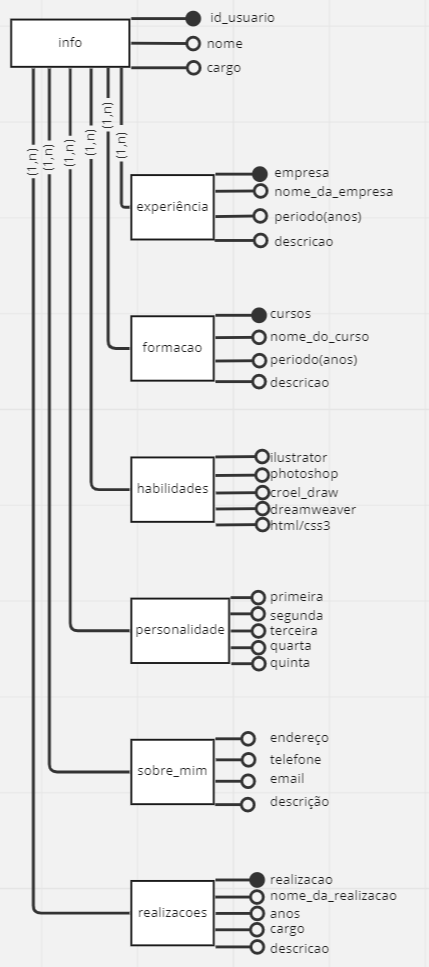 info
id_usuario
nome
cargo
(1,n)
(1,n)
(1,n)
(1,n)
(1,n)
(1,n)
experiência
empresa
nome_da_empresa
periodo(anos)
descricao
formacao
cursos
nome_do_curso
periodo(anos)
descricao
habilidades
ilustrator
photoshop
croel_draw
dreamweaver
html/css3
personalidade
primeira
segunda
terceira
quarta
quinta
sobre_mim
endereço
telefone
email
descrição
realizacoes
realizacao
nome_da_realizacao
anos
cargo
descricao